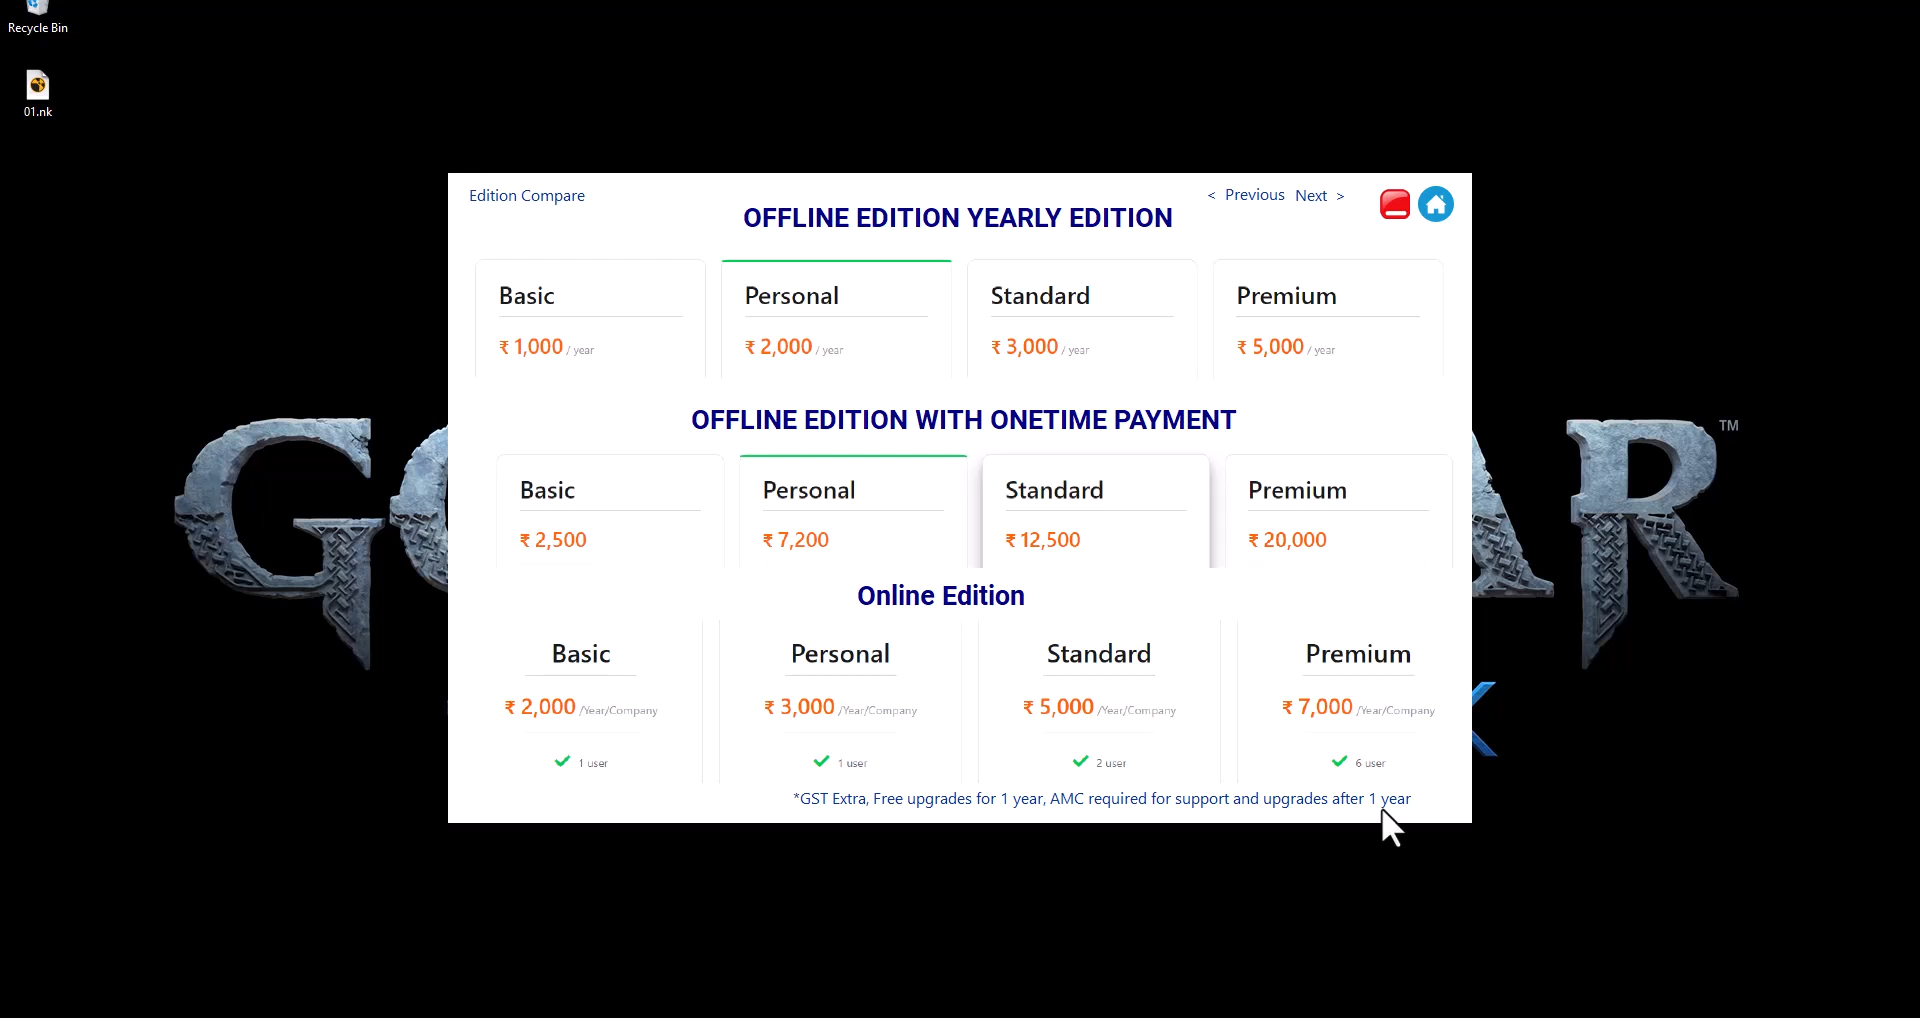 Recycle Bin
01.nk
Edition Compare
< Previous Next >
OFFLINE EDITION YEARLY EDITION
Basic Personal Standard Premium
₹ 1,000 / year ₹ 2,000 / year ₹ 3,000 / year ₹ 5,000 / year
OFFLINE EDITION WITH ONETIME PAYMENT
Basic Personal Standard Premium
₹ 2,500 ₹ 7,200 ₹ 12,500 ₹ 20,000
Online Edition
Basic Personal Standard Premium
₹ 2,000 /Year/Company ₹ 3,000 /Year/Company ₹ 5,000 /Year/Company ₹ 7,000 /Year/Company
1 user 1 user 2 user 6 user
*GST Extra, Free upgrades for 1 year, AMC required for support and upgrades after 1 year
G
R TM